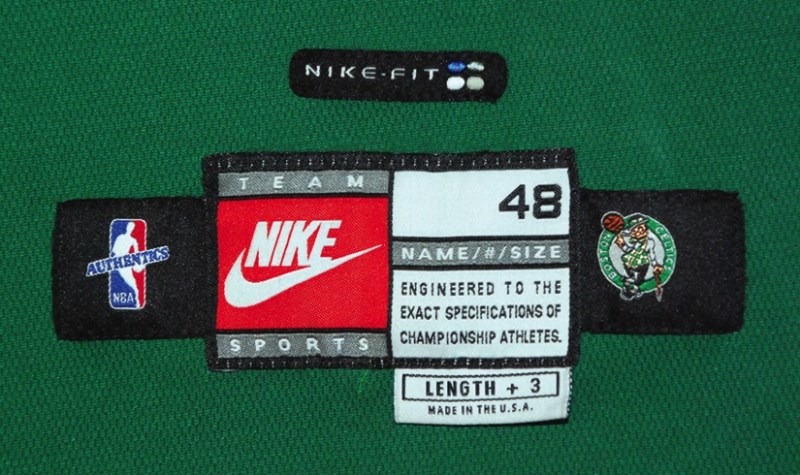 NIKE-FIT
TEAM
NIKE
SPORTS
48
NAME/#/SIZE
ENGINEERED TO THE
EXACT SPECIFICATIONS OF
CHAMPIONSHIP ATHLETES.
LENGTH + 3
MADE IN THE U.S.A.
AUTHENTICS
NBA
BOSTON
CELTICS